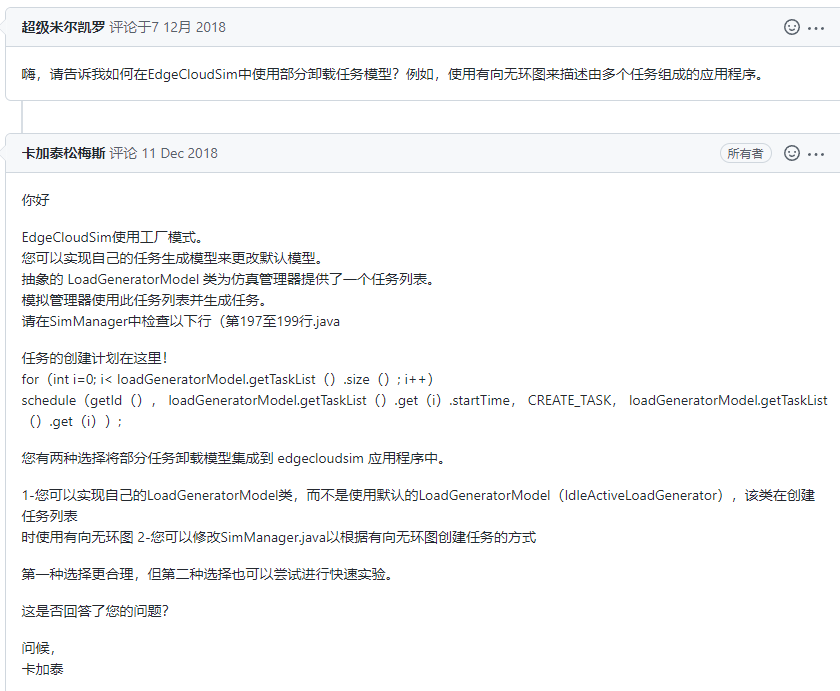 超级米尔凯罗 评论于7 12月 2018
嗨，请告诉我如何在EdgeCloudSim中使用部分卸载任务模型？例如，使用有向无环图来描述由多个任务组成的应用程序。
卡加泰松梅斯 评论 11 Dec 2018
所有者
你好
EdgeCloudSim使用工厂模式。
您可以实现自己的任务生成模型来更改默认模型。
抽象的 LoadGeneratorModel 类为仿真管理器提供了一个任务列表。
模拟管理器使用此任务列表并生成任务。
请在SimManager中检查以下行（第197至199行.java
任务的创建计划在这里！
for（int i=0; i< loadGeneratorModel.getTaskList（）.size（）; i++）
schedule（getId（）， loadGeneratorModel.getTaskList（）.get（i）.startTime， CREATE_TASK， loadGeneratorModel.getTaskList
（）.get（i））;
您有两种选择将部分任务卸载模型集成到 edgecloudsim 应用程序中。
1-您可以实现自己的LoadGeneratorModel类，而不是使用默认的LoadGeneratorModel（IdleActiveLoadGenerator），该类在创建
任务列表
时使用有向无环图 2-您可以修改SimManager.java以根据有向无环图创建任务的方式
第一种选择更合理，但第二种选择也可以尝试进行快速实验。
这是否回答了您的问题？
问候，
卡加泰